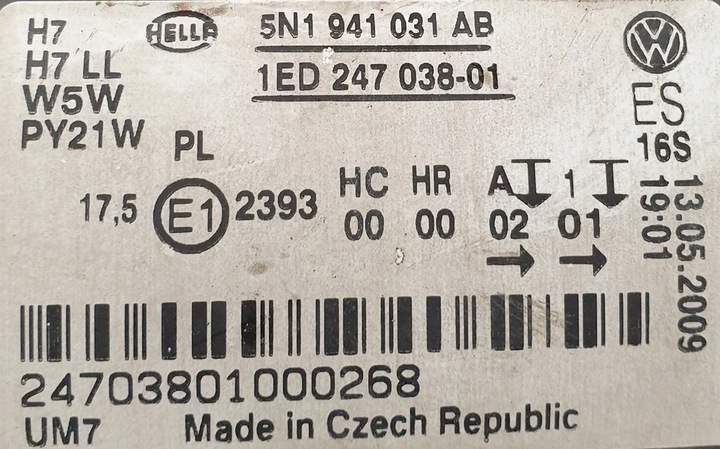 H7
H7 LL
W5W
PY21W
HELLA
5N1 941 031 AB
1ED 247 038-01
VW
ES
16S
PL
17,5 E1 2393
HC HR A 1
00 00 02 01
13.05.2009
19:01
24703801000268
UM7 Made in Czech Republic